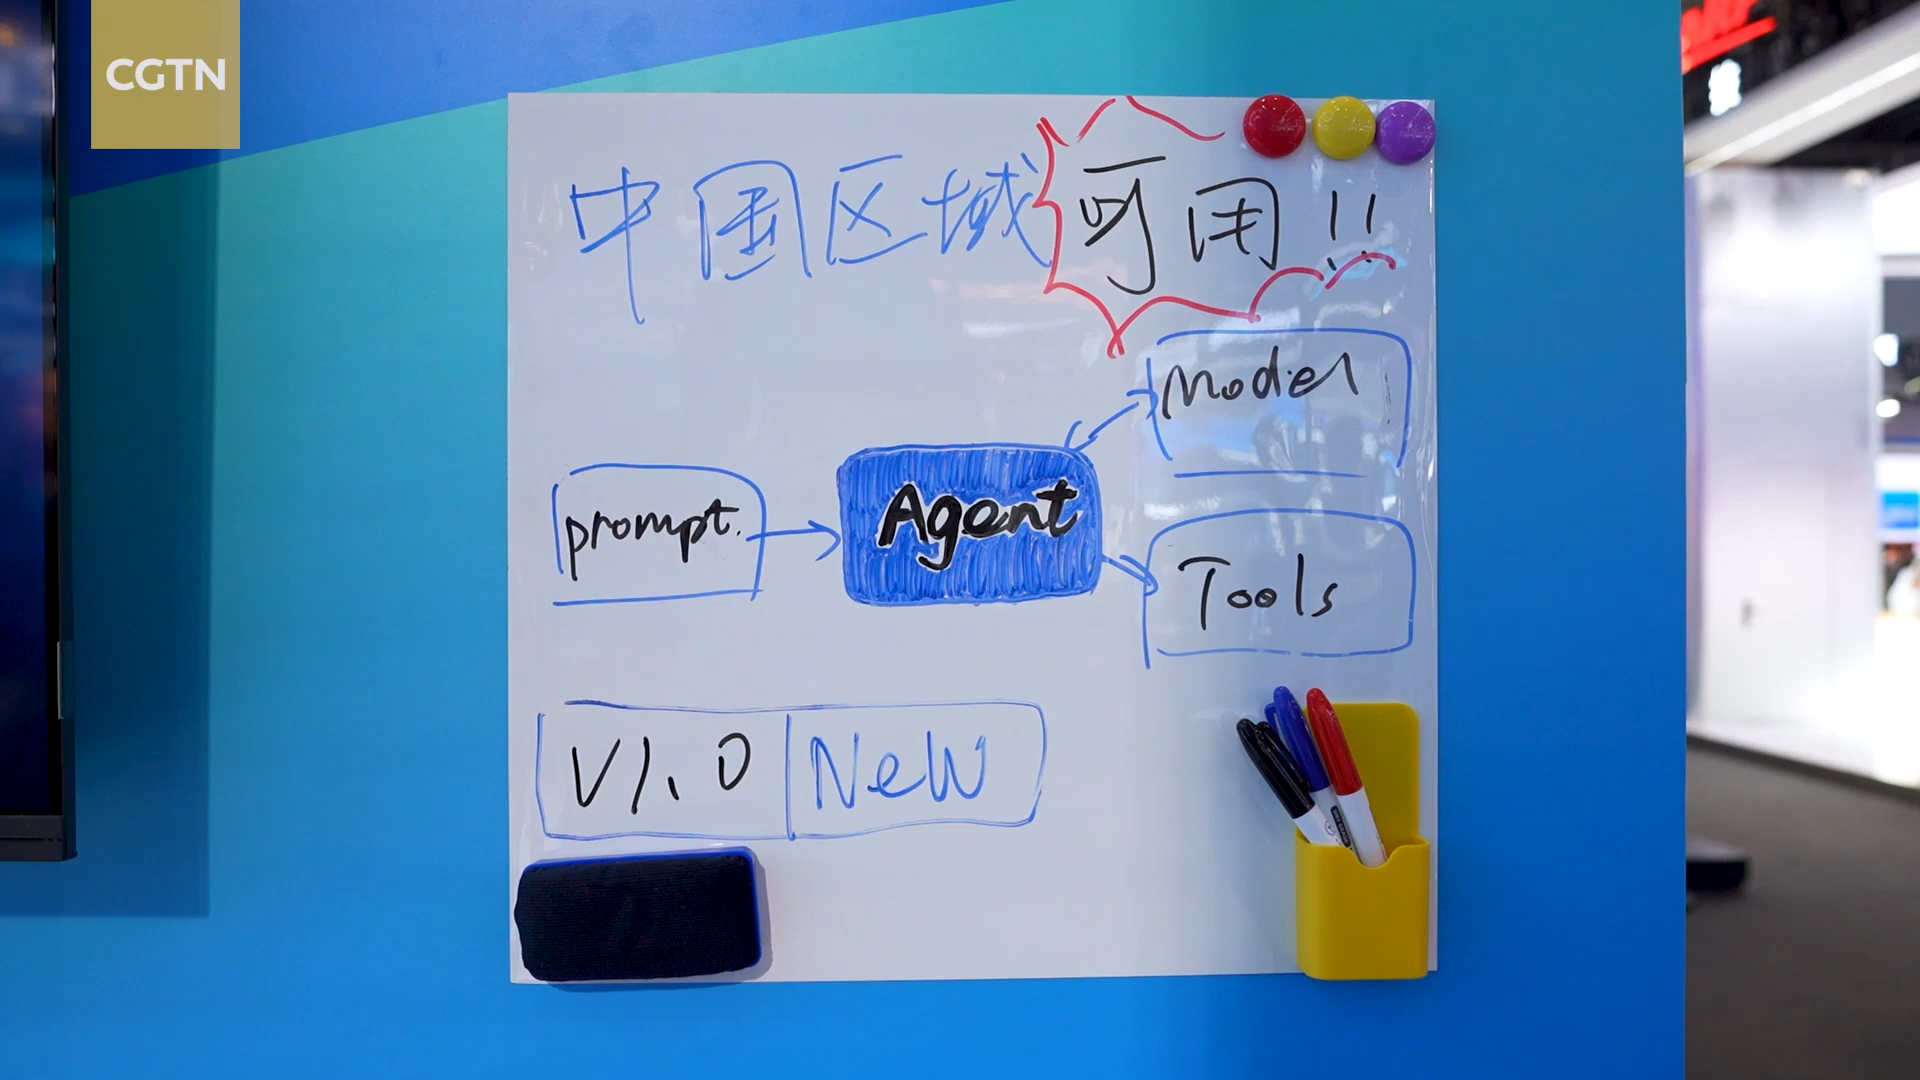 CGTN
中国区域可用!!
Model
prompt.
Agent
Tools
V1.0 New